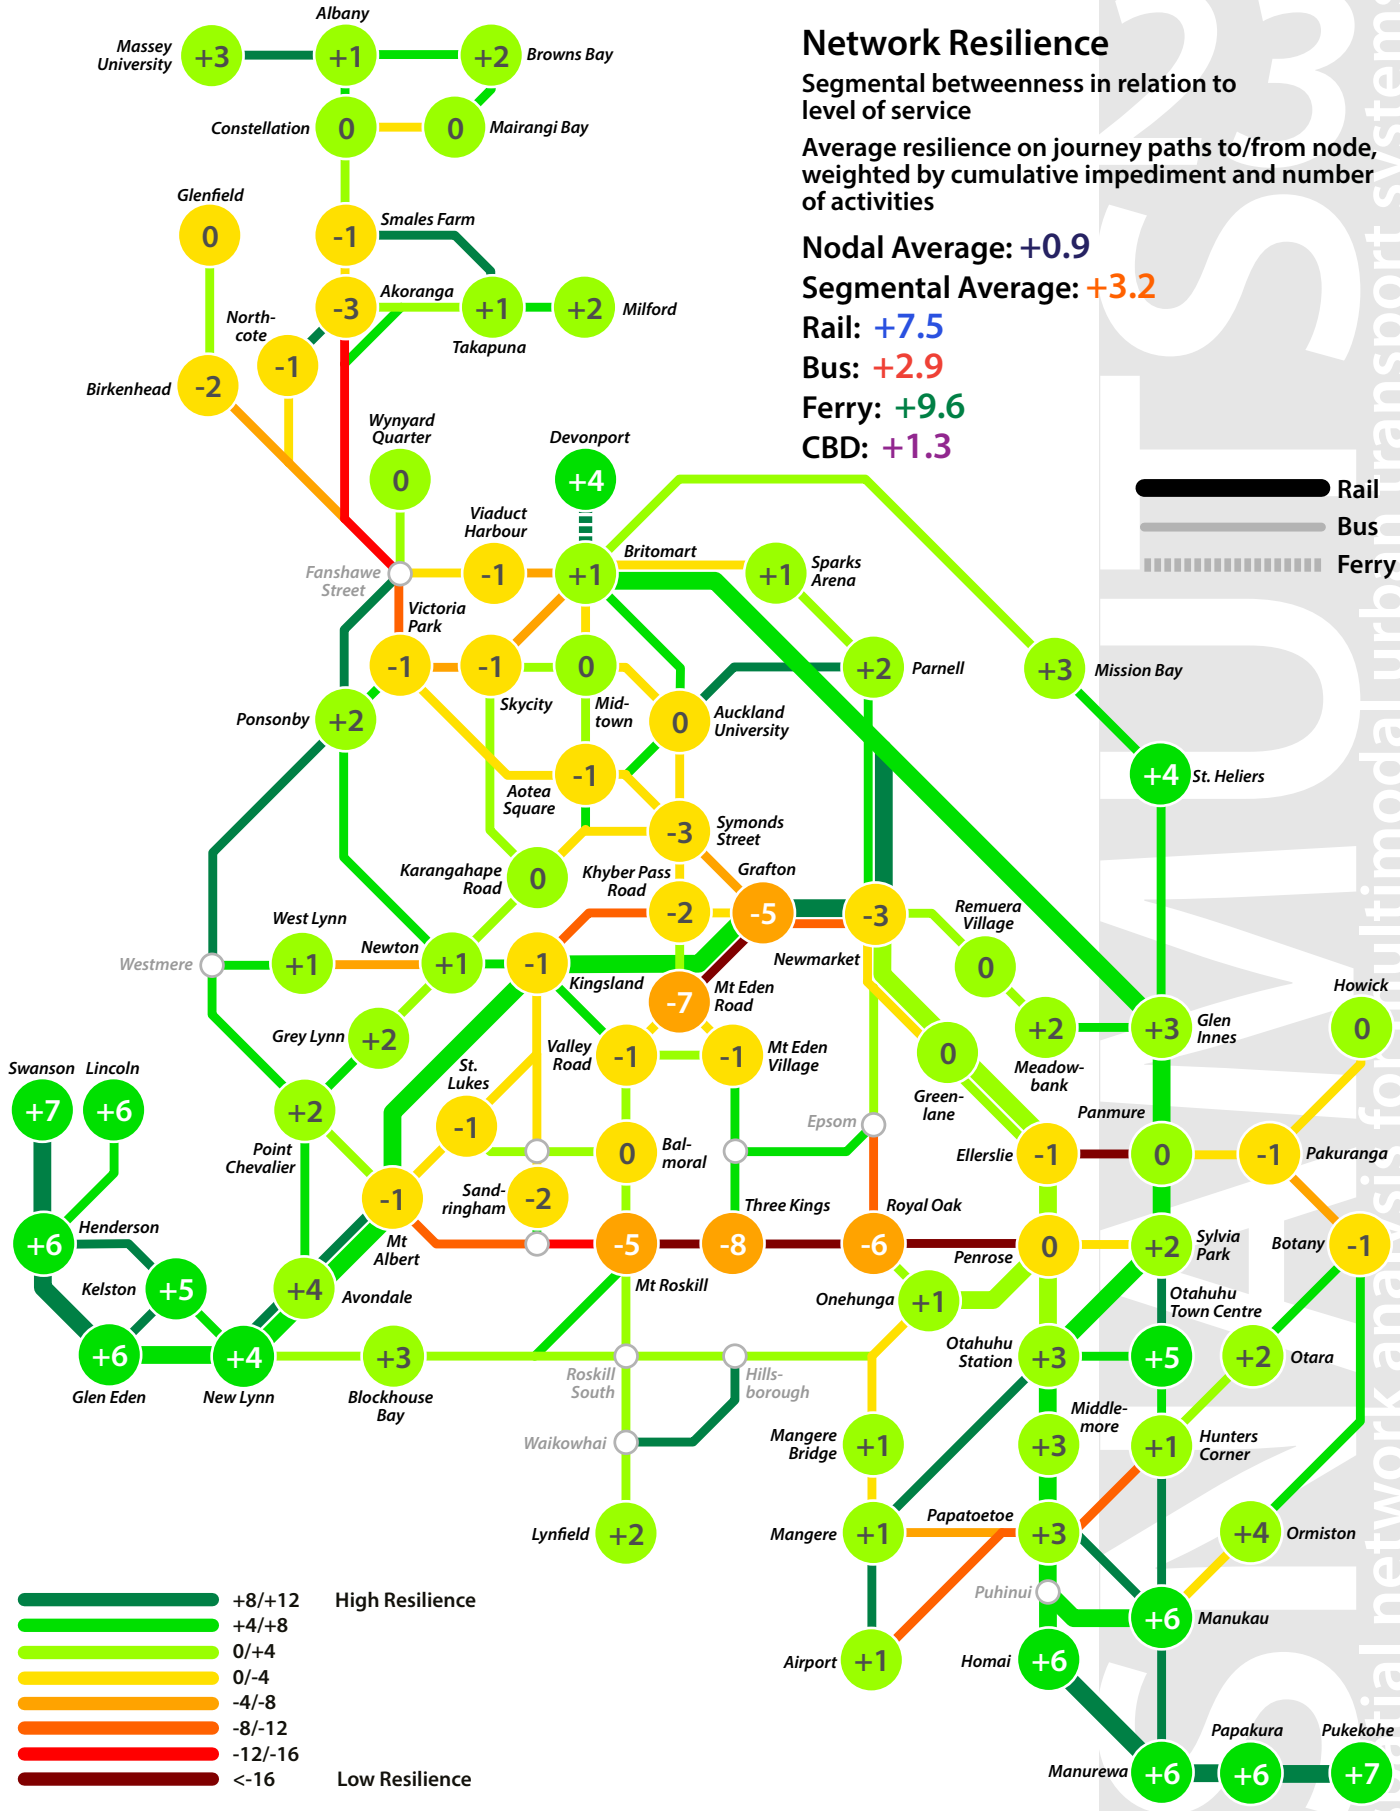 Network Resilience
Segmental betweenness in relation to
level of service
Average resilience on journey paths to/from node,
weighted by cumulative impediment and number
of activities
Nodal Average: +0.9
Segmental Average: +3.2
Rail: +7.5
Bus: +2.9
Ferry: +9.6
CBD: +1.3
Rail
Bus
Ferry
Albany
Massey
University
+3
+1
+2
Browns Bay
Constellation
0
0
Mairangi Bay
Glenfield
0
-1
Smales Farm
Akoranga
-3
+1
+2
Milford
Takapuna
North-
cote
-1
Birkenhead
-2
Wynyard
Quarter
0
Devonport
+4
Viaduct
Harbour
Fanshawe
Street
-1
+1
Britomart
+1
Sparks
Arena
Victoria
Park
-1
-1
0
+2
Parnell
+3
Mission Bay
Skycity
Mid-
town
Ponsonby
+2
0
Auckland
University
-1
Aotea
Square
+4
St. Heliers
-3
Symonds
Street
Karangahape
Road
0
Khyber Pass
Road
-2
Grafton
-5
-3
Newmarket
Remuera
Village
0
West Lynn
Westmere
+1
Newton
+1
-1
Kingsland
-7
Mt Eden
Road
Howick
0
Grey Lynn
+2
Valley
Road
-1
-1
Mt Eden
Village
0
Green-
lane
+2
Meadow-
bank
+3
Glen
Innes
Swanson
Lincoln
+7
+6
+2
Point
Chevalier
St.
Lukes
-1
0
Bal-
moral
Epsom
Panmure
Ellerslie
-1
0
-1
Pakuranga
-1
Mt
Albert
Sand-
ringham
-2
Three Kings
Royal Oak
Henderson
+6
-5
-8
-6
Penrose
0
+2
Sylvia
Park
Botany
-1
Mt Roskill
Kelston
+5
+4
Avondale
Onehunga
+1
Otahuhu
Town Centre
+6
+4
+3
Glen Eden
New Lynn
Blockhouse
Bay
Roskill
South
Hills-
borough
Otahuhu
Station
+3
+5
+2
Otara
Waikowhai
Mangere
Bridge
+1
Middle-
more
+3
+1
Hunters
Corner
Lynfield
+2
Mangere
+1
Papatoetoe
+3
+4
Ormiston
Puhinui
+6
Manukau
Airport
+1
Homai
+6
Papakura
Pukekohe
Manurewa
+6
+6
+7
+8/+12
High Resilience
+4/+8
0/+4
0/-4
-4/-8
-8/-12
-12/-16
<-16
Low Resilience